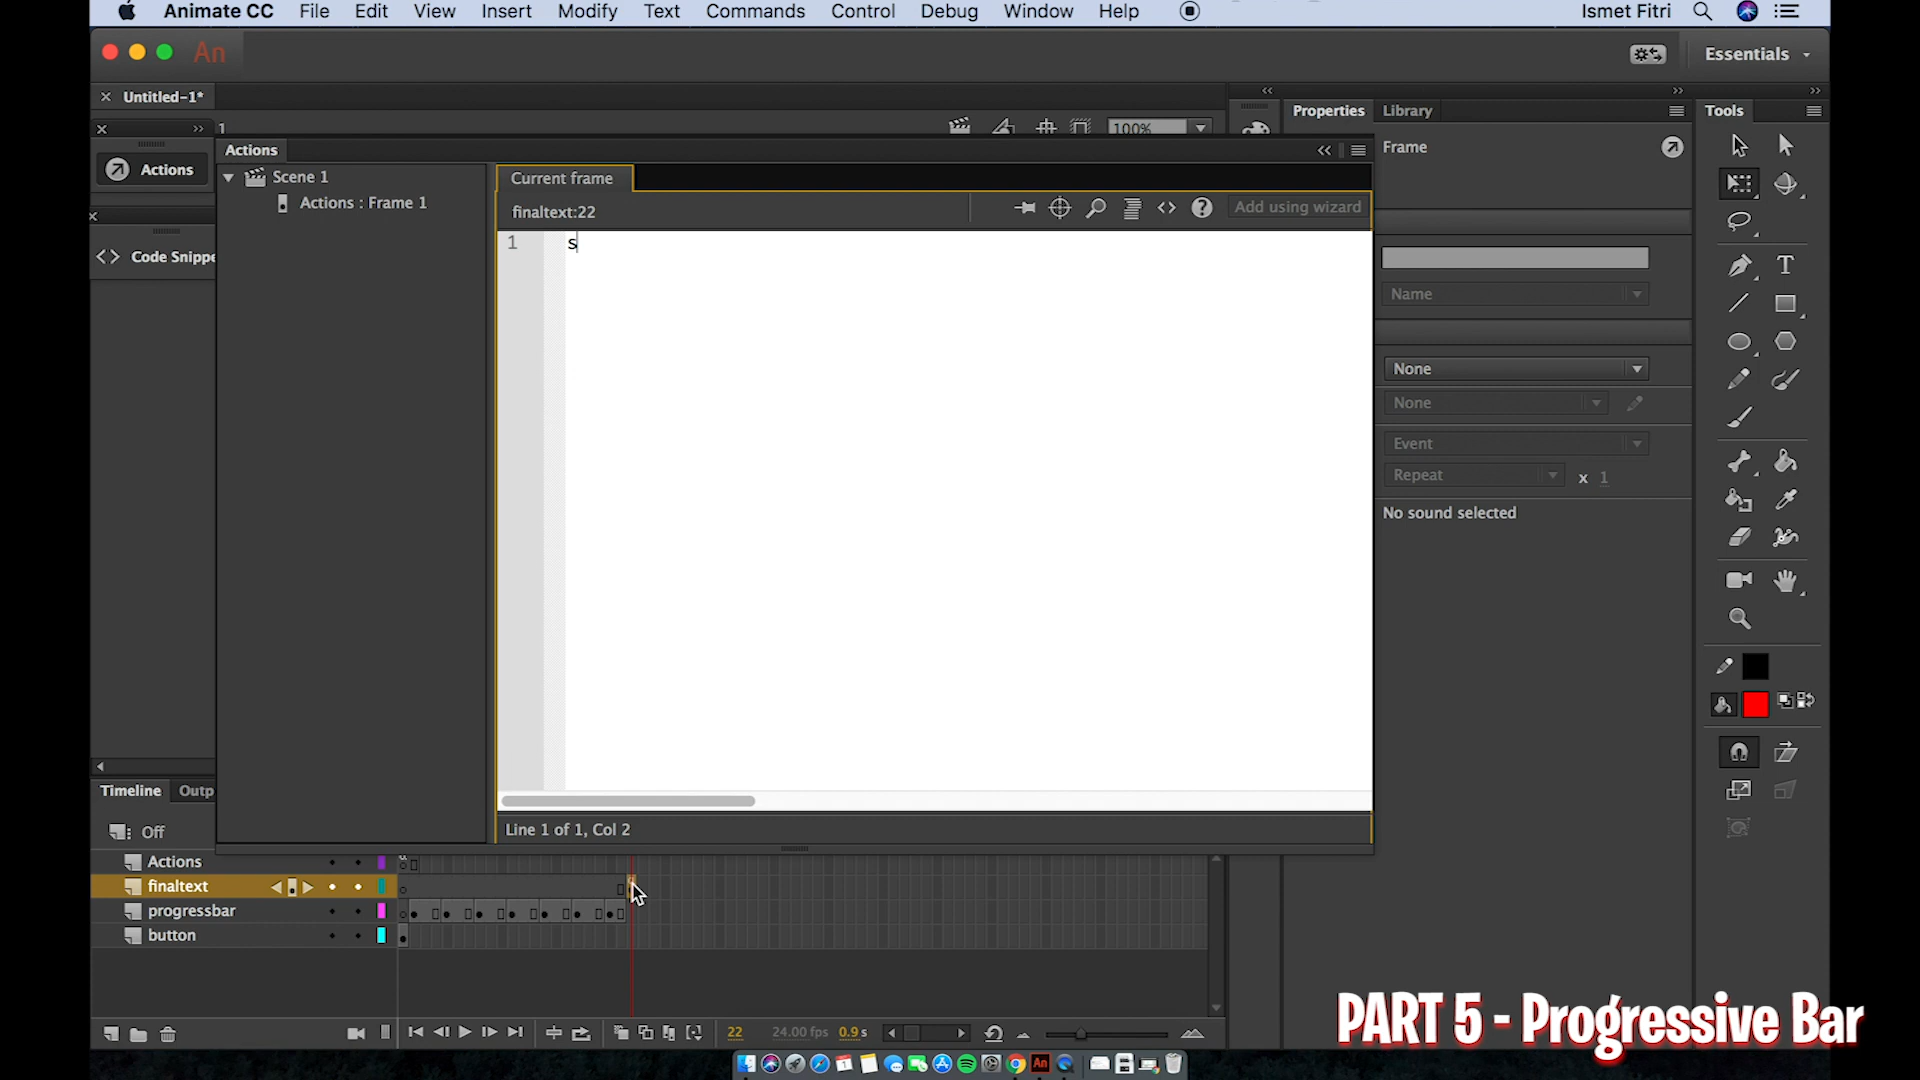 Animate CC File Edit View Insert Modify Text Commands Control Debug Window Help Ismet Fitri
An Essentials
Untitled-1*
1 100%
Properties Library Tools
Actions
Frame
Actions
Scene 1
Actions : Frame 1
Current frame
finaltext:22 Add using wizard
1 s
Code Snippe
Name
None
None
Event
Repeat x 1
No sound selected
Line 1 of 1, Col 2
Timeline Outp
Off
Actions
finaltext
progressbar
button
22 24.00 fps 0.9 s
PART 5 - Progressive Bar